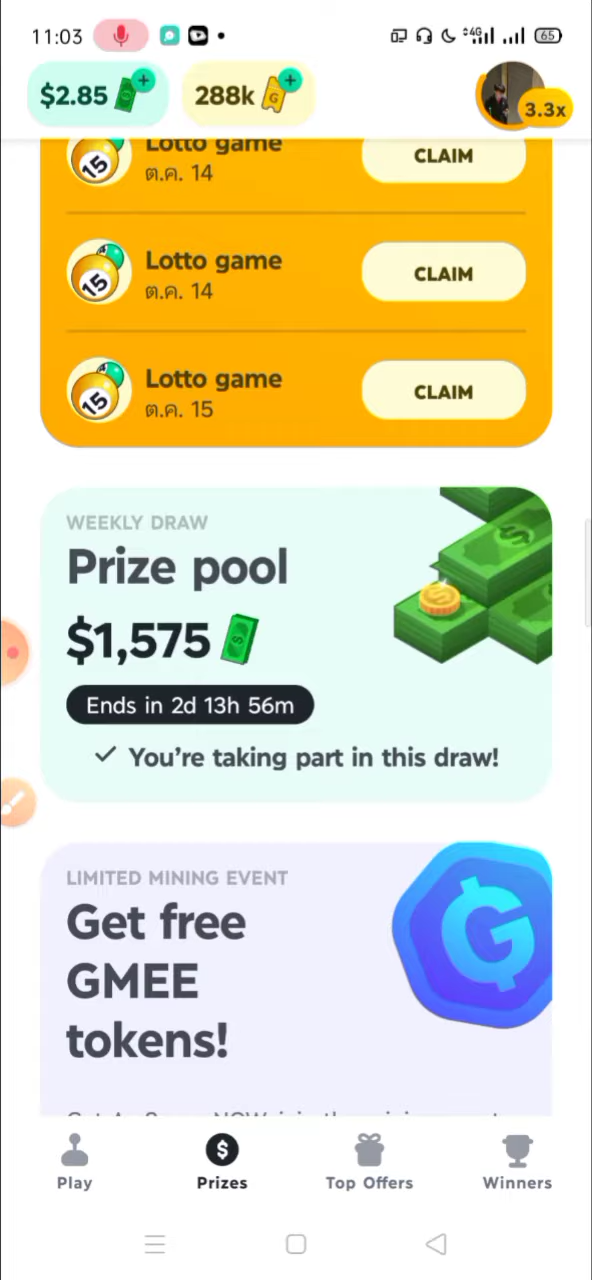 11:03
4G
65
$2.85
288k
3.3x
Lotto game
ต.ค. 14
CLAIM
Lotto game
ต.ค. 14
CLAIM
Lotto game
ต.ค. 15
CLAIM
WEEKLY DRAW
Prize pool
$1,575
Ends in 2d 13h 56m
You're taking part in this draw!
LIMITED MINING EVENT
Get free
GMEE
tokens!
Play
Prizes
Top Offers
Winners